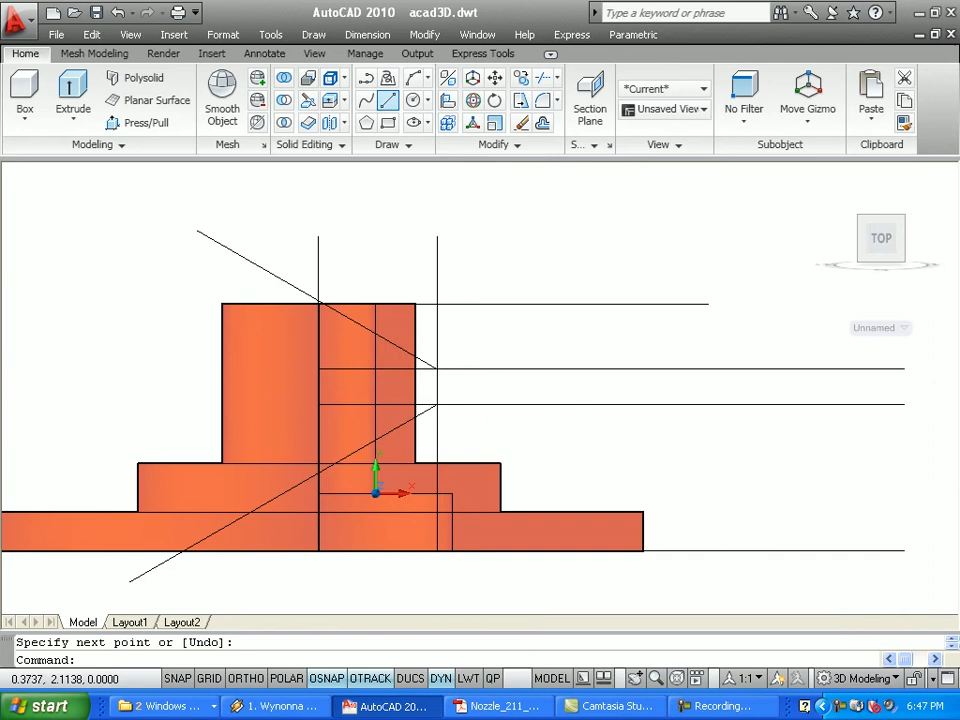 AutoCAD 2010 acad3D.dwt
Type a keyword or phrase
File Edit View Insert Format Tools Draw Dimension Modify Window Help Express Parametric
Home Mesh Modeling Render Insert Annotate View Manage Output Express Tools
Polysolid
Planar Surface
Press/Pull
Box
Extrude
Smooth
Object
Section
Plane
*Current*
Unsaved View
No Filter
Move Gizmo
Paste
Modeling Mesh Solid Editing Draw Modify S... View Subobject Clipboard
TOP
Unnamed
X
Model Layout1 Layout2
Specify next point or [Undo]:
Command:
0.3737, 2.1138, 0.0000 SNAP GRID ORTHO POLAR OSNAP OTRACK DUCS DYN LWT QP MODEL 1:1 3D Modeling
start 2 Windows ... 1. Wynonna ... AutoCAD 20... Nozzle_211_... Camtasia Stu... Recording... 6:47 PM